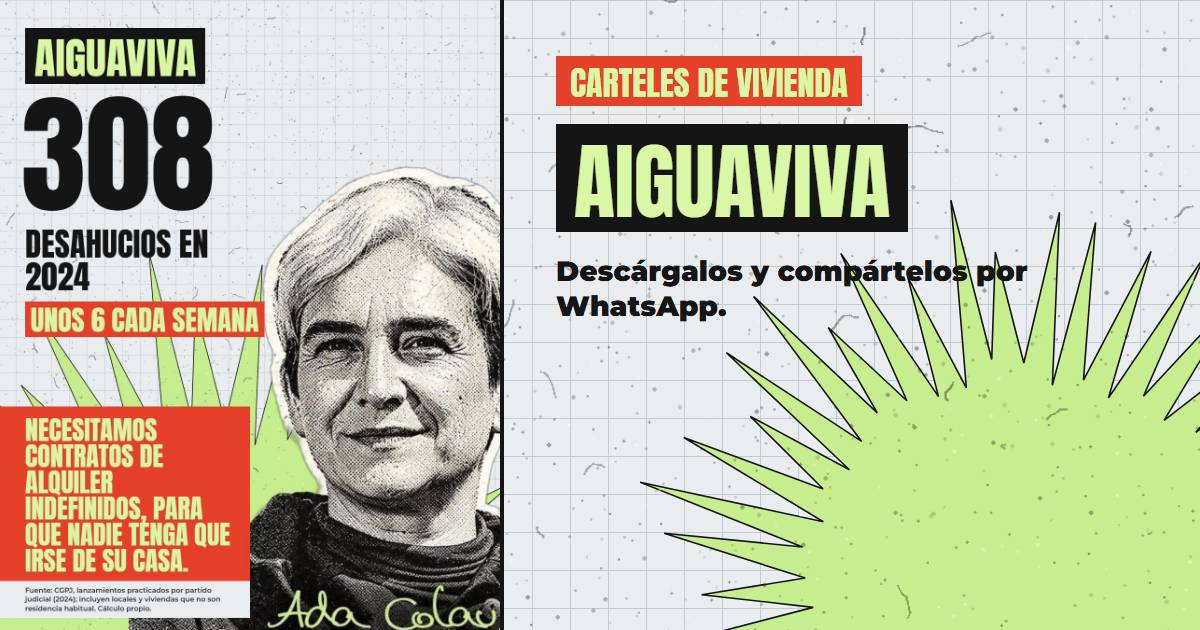 AIGUAVIVA
308
DESAHUCIOS EN
2024
UNOS 6 CADA SEMANA
NECESITAMOS
CONTRATOS DE
ALQUILER
INDEFINIDOS, PARA
QUE NADIE TENGA QUE
IRSE DE SU CASA.
Fuente: CGPJ, lanzamientos practicados por partido
judicial (2024); incluyen locales y viviendas que no son
residencia habitual. Cálculo propio.
Ada Colau
CARTELES DE VIVIENDA
AIGUAVIVA
Descárgalos y compártelos por
WhatsApp.